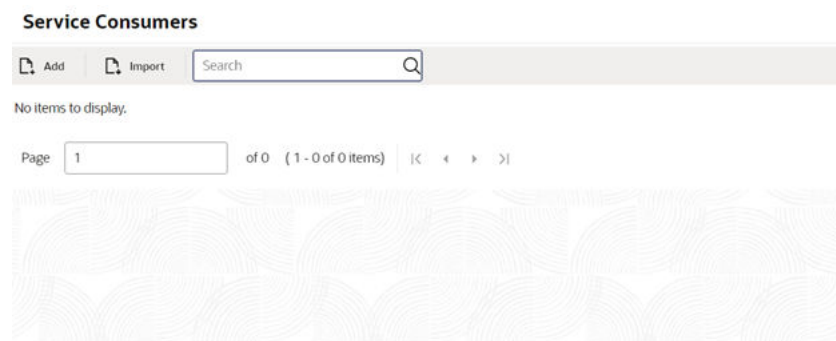 Service Consumers
Add Import Search
No items to display.
Page 1 of 0 ( 1 - 0 of 0 items)